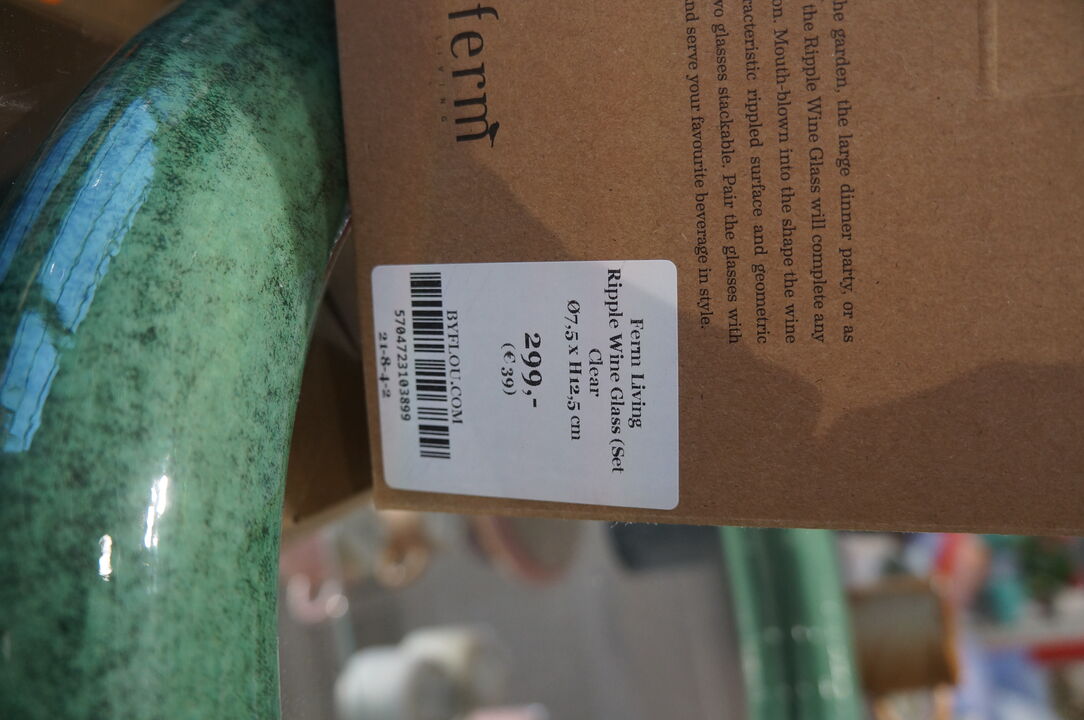 ferm
LIVING
he garden, the large dinner party, or as
the Ripple Wine Glass will complete any
on. Mouth-blown into the shape the wine
racteristic rippled surface and geometric
vo glasses stackable. Pair the glasses with
nd serve your favourite beverage in style.
Ferm Living
Ripple Wine Glass (Set
Clear
Ø7,5 x H12,5 cm
299,-
(€ 39)
BYFLOU.COM
5704723103899
21-8-4-2